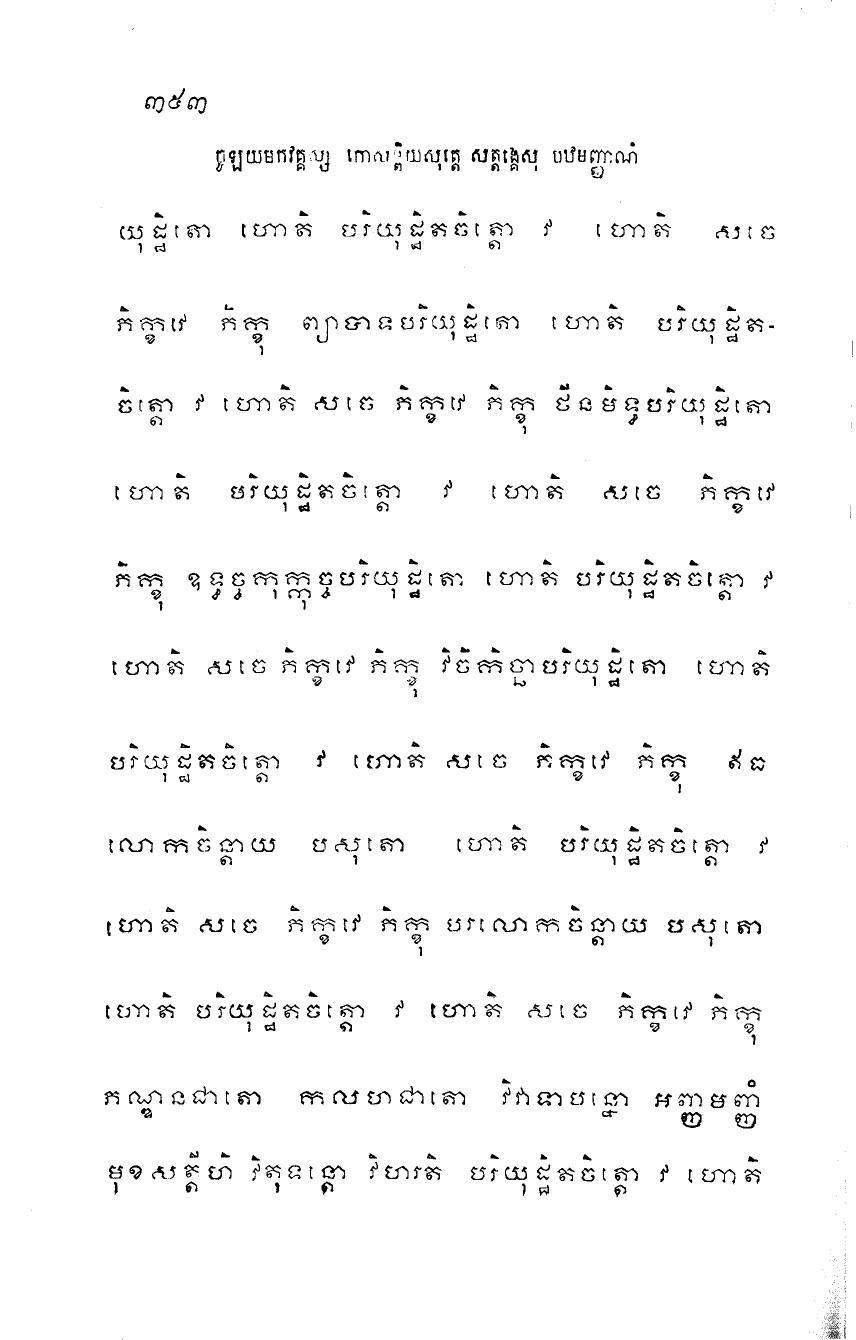 ៣៥៣
ចូឡយមកវគ្គស្ស កោសម្ពិយសុត្តេ សត្តង្គេសុ បឋមញ្ញាណំ
យុដ្ឋិតោ ហោតិ បរិយុដ្ឋិតចិត្តោ វ ហោតិ សចេ
ភិក្ខវេ ភិក្ខុ ព្យាបាទបរិយុដ្ឋិតោ ហោតិ បរិយុដ្ឋិត-
ចិត្តោ វ ហោតិ សចេ ភិក្ខវេ ភិក្ខុ ថីនមិទ្ធបរិយុដ្ឋិតោ
ហោតិ បរិយុដ្ឋិតចិត្តោ វ ហោតិ សចេ ភិក្ខវេ
ភិក្ខុ ឧទ្ធច្ចកុក្កុច្ចបរិយុដ្ឋិតោ ហោតិ បរិយុដ្ឋិតចិត្តោ វ
ហោតិ សចេ ភិក្ខវេ ភិក្ខុ វិចិកិច្ឆាបរិយុដ្ឋិតោ ហោតិ
បរិយុដ្ឋិតចិត្តោ វ ហោតិ សចេ ភិក្ខវេ ភិក្ខុ ឥធ
លោកចិន្តាយ បសុតោ ហោតិ បរិយុដ្ឋិតចិត្តោ វ
ហោតិ សចេ ភិក្ខវេ ភិក្ខុ បរលោកចិន្តាយ បសុតោ
ហោតិ បរិយុដ្ឋិតចិត្តោ វ ហោតិ សចេ ភិក្ខវេ ភិក្ខុ
ភណ្ឌនជាតោ កលហជាតោ វិវាទាបន្នោ អញ្ញមញ្ញំ
មុខសត្តីហិ វិតុទន្តោ វិហរតិ បរិយុដ្ឋិតចិត្តោ វ ហោតិ